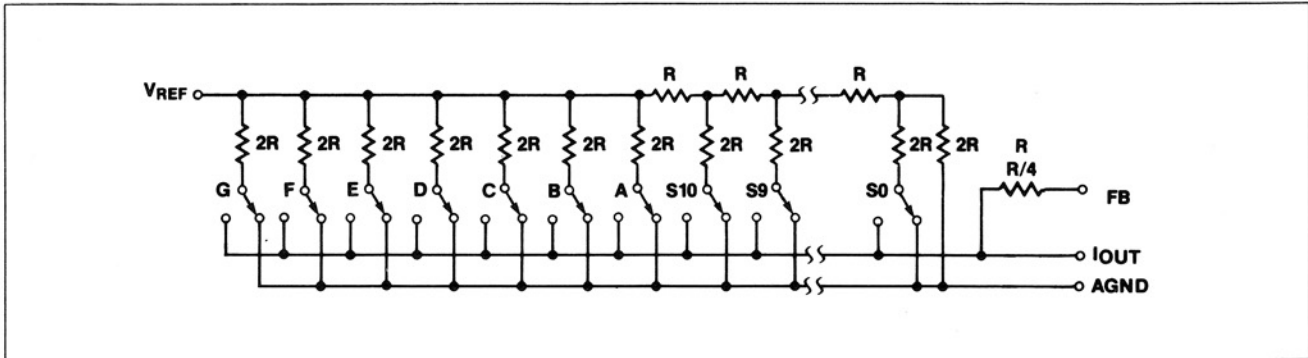 R R R
VREF
2R 2R 2R 2R 2R 2R 2R 2R 2R 2R 2R
R
R/4
FB
G F E D C B A S10 S9 S0
IOUT
AGND